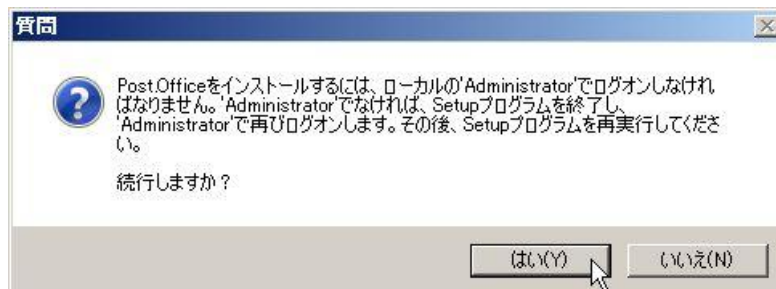 質問
Post.Officeをインストールするには、ローカルの'Administrator'でログオンしなけれ
ばなりません。'Administrator'でなければ、Setupプログラムを終了し、
'Administrator'で再びログオンします。その後、Setupプログラムを再実行してくださ
い。
続行しますか？
はい(Y)
いいえ(N)